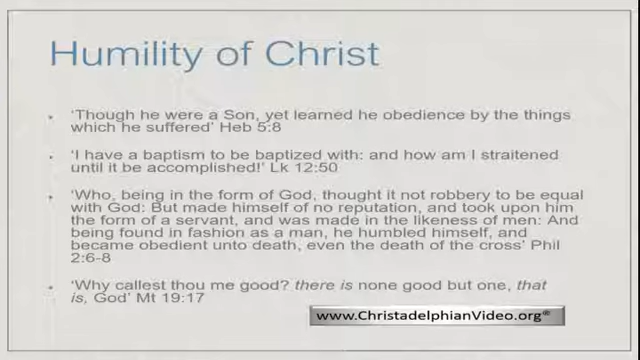 Humility of Christ
• 'Though he were a Son, yet learned he obedience by the things
which he suffered' Heb 5:8
• 'I have a baptism to be baptized with: and how am I straitened
until it be accomplished!' Lk 12:50
• 'Who, being in the form of God, thought it not robbery to be equal
with God: But made himself of no reputation, and took upon him
the form of a servant, and was made in the likeness of men: And
being found in fashion as a man, he humbled himself, and
became obedient unto death, even the death of the cross' Phil
2:6-8
• 'Why callest thou me good? there is none good but one, that
is, God' Mt 19:17
www.ChristadelphianVideo.org®